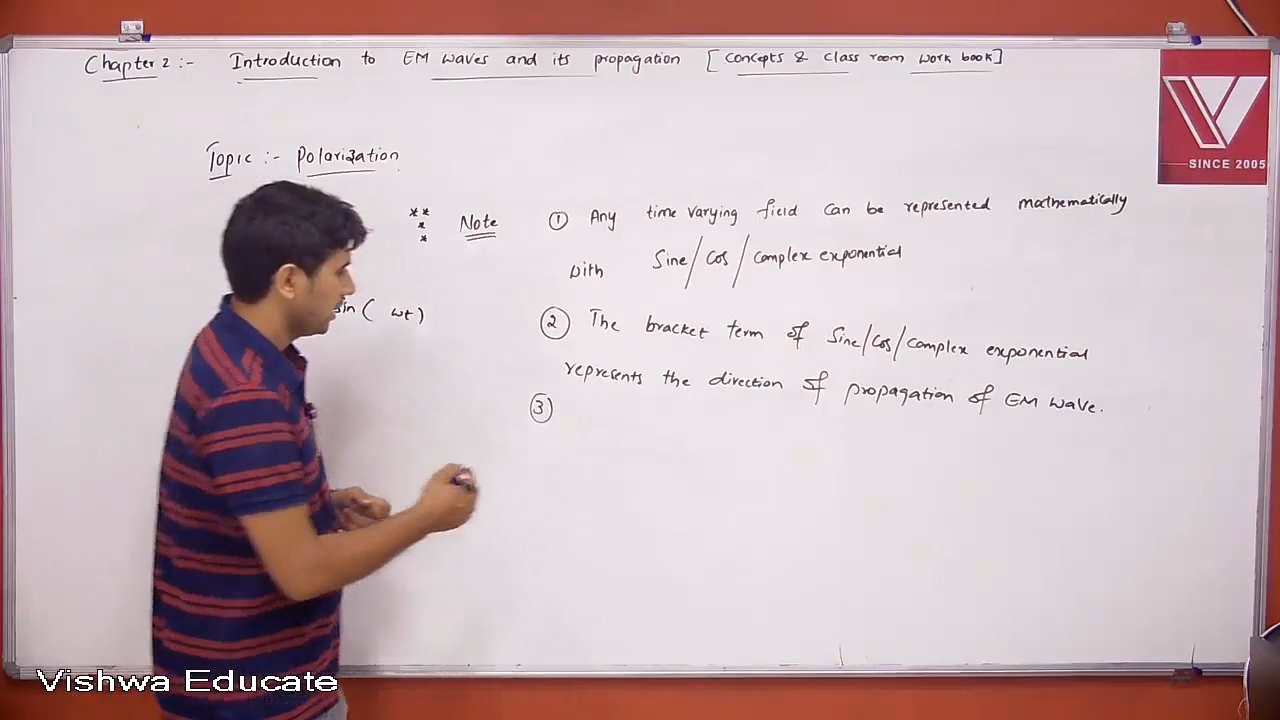 Chapter 2 :- Introduction to EM waves and its propagation [Concepts & Class room work book]
SINCE 2005
Topic :- Polarization
Note ① Any time varying field can be represented mathematically
with Sine/Cos/complex exponential
sin( wt)
② The bracket term of Sine/Cos/complex exponential
represents the direction of propagation of EM wave.
③
Vishwa Educate